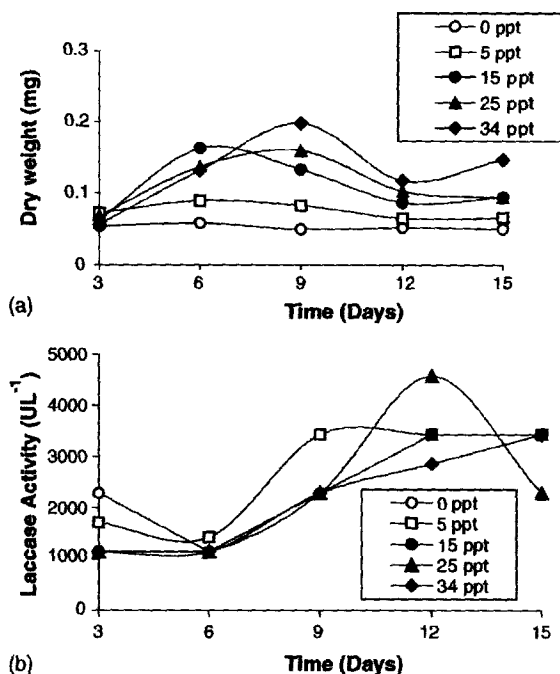 0 ppt
5 ppt
15 ppt
25 ppt
34 ppt
0.3
0.2
0.1
0
Dry weight (mg)
3 6 9 12 15
(a) Time (Days)
5000
4000
3000
2000
1000
0
Laccase Activity (UL⁻¹)
0 ppt
5 ppt
15 ppt
25 ppt
34 ppt
3 6 9 12 15
(b) Time (Days)